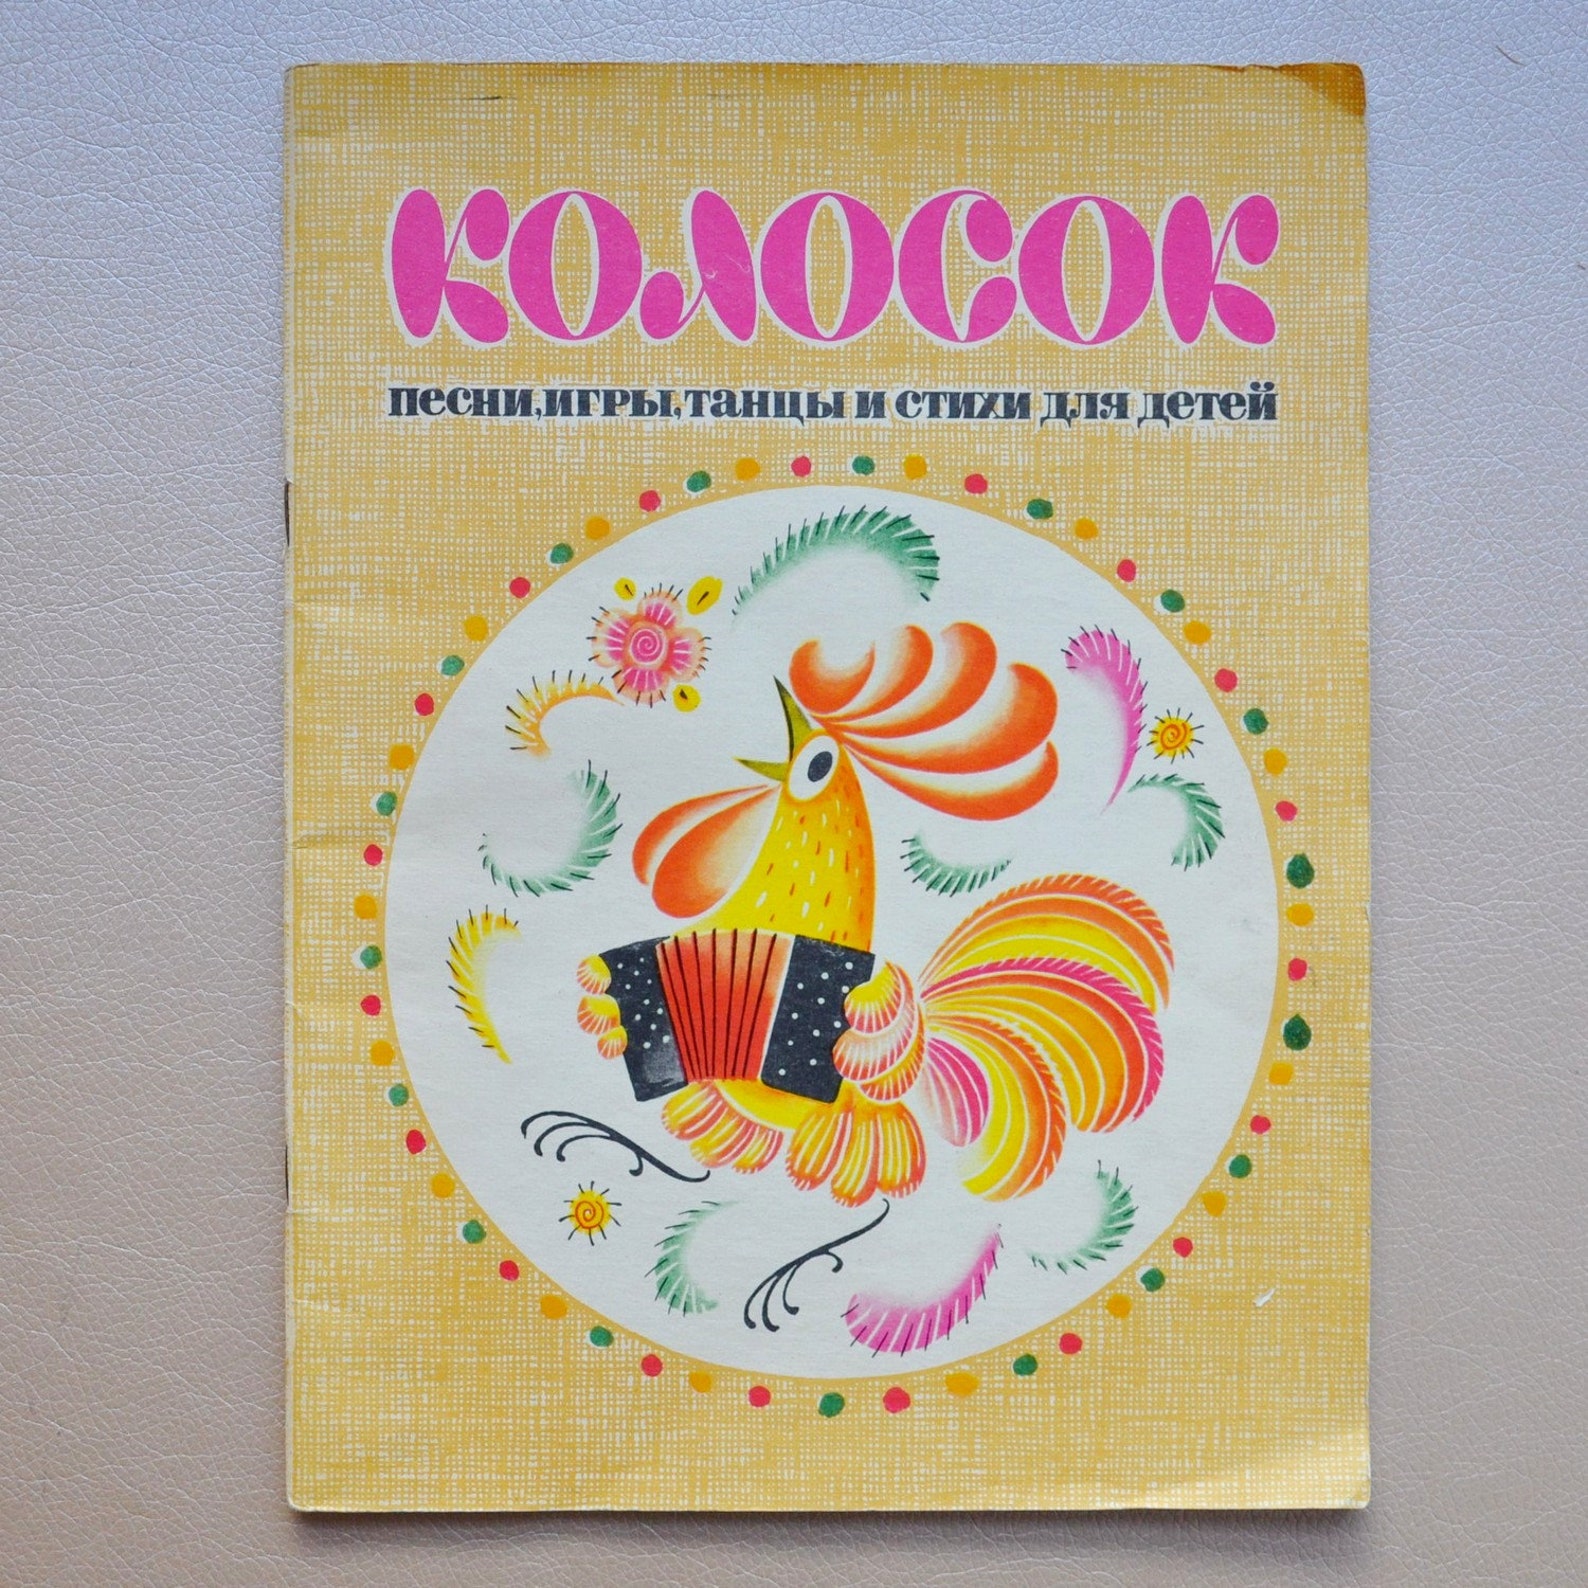 КОЛОСОК
песни, игры, танцы и стихи для детей